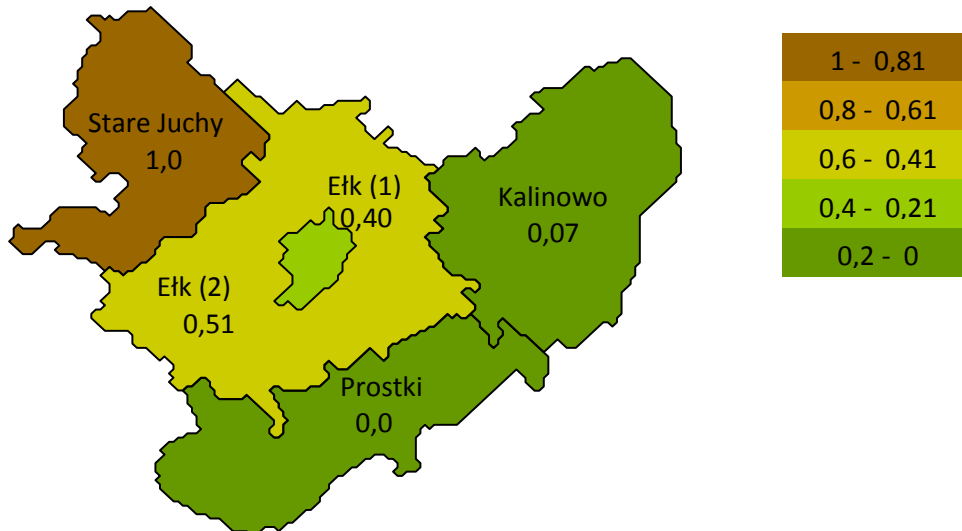 Stare Juchy
1,0
Ełk (1)
0,40
Kalinowo
0,07
Ełk (2)
0,51
Prostki
0,0
1 - 0,81
0,8 - 0,61
0,6 - 0,41
0,4 - 0,21
0,2 - 0